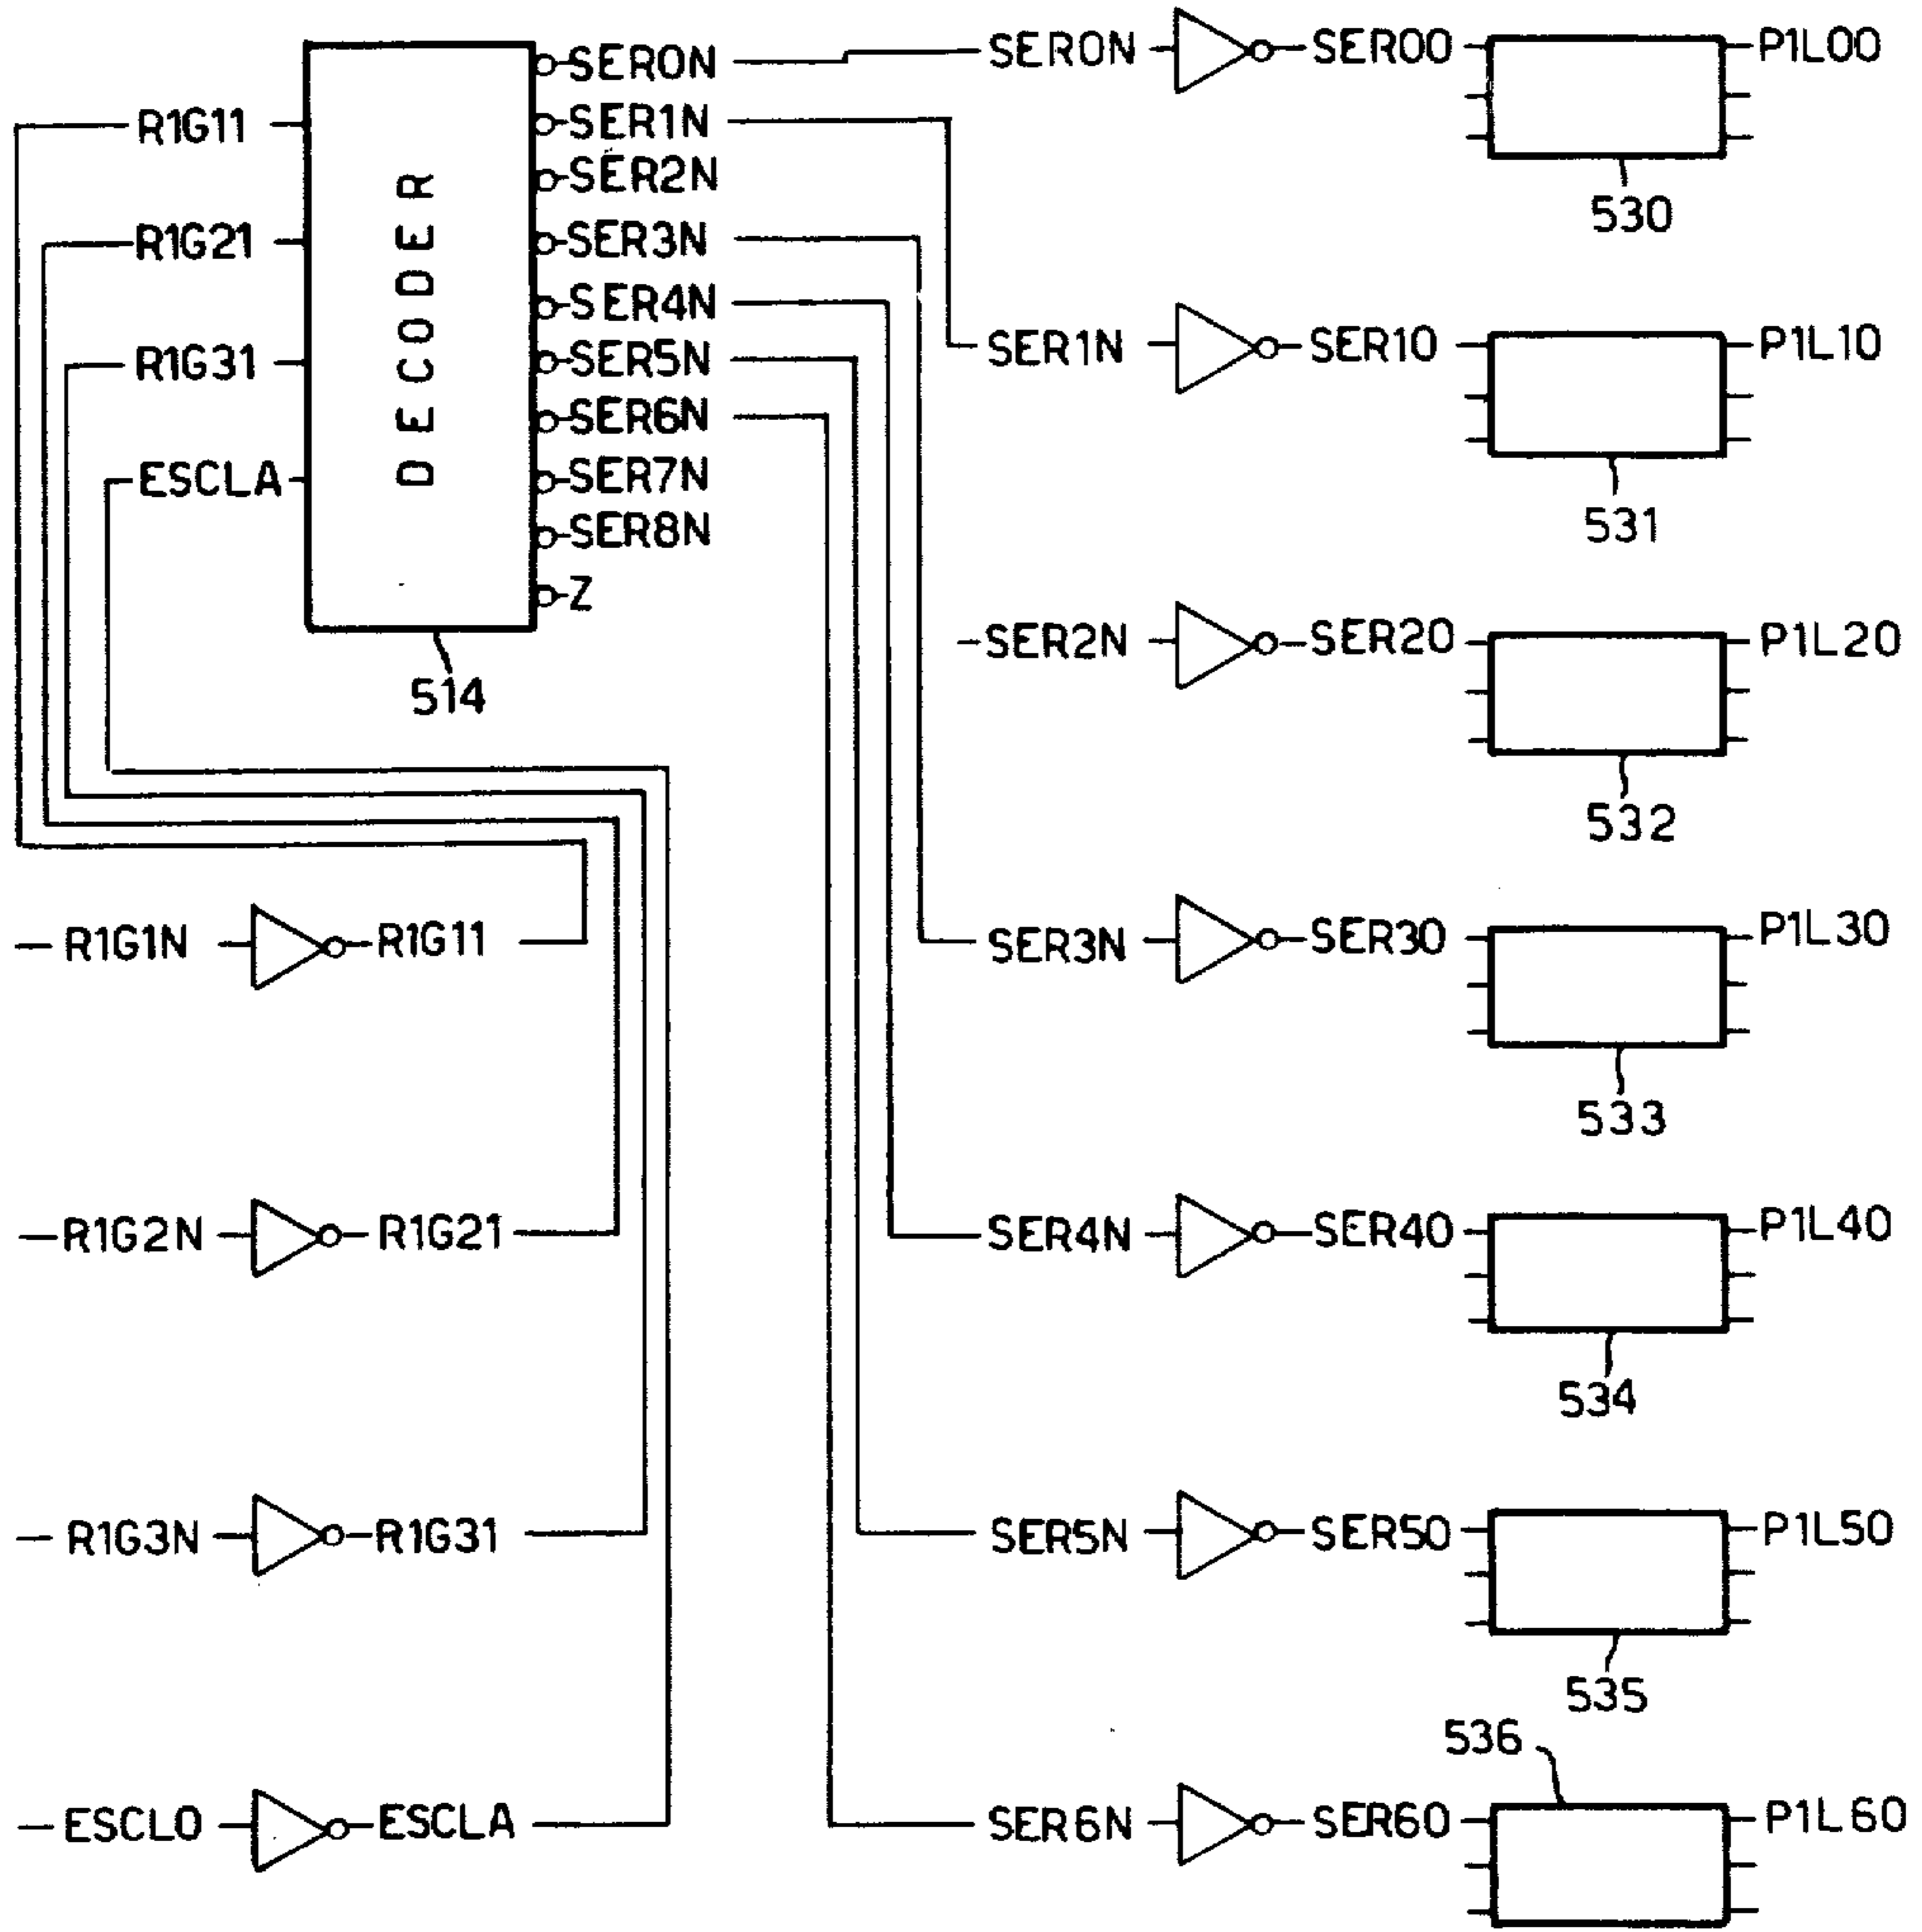 R1G11
R1G21
R1G31
ESCLA
DECODER
SER0N
SER1N
SER2N
SER3N
SER4N
SER5N
SER6N
SER7N
SER8N
Z
514
R1G1N R1G11
R1G2N R1G21
R1G3N R1G31
ESCLO ESCLA
SER0N SER00 P1L00
530
SER1N SER10 P1L10
531
SER2N SER20 P1L20
532
SER3N SER30 P1L30
533
SER4N SER40 P1L40
534
SER5N SER50 P1L50
535
536
SER6N SER60 P1L60